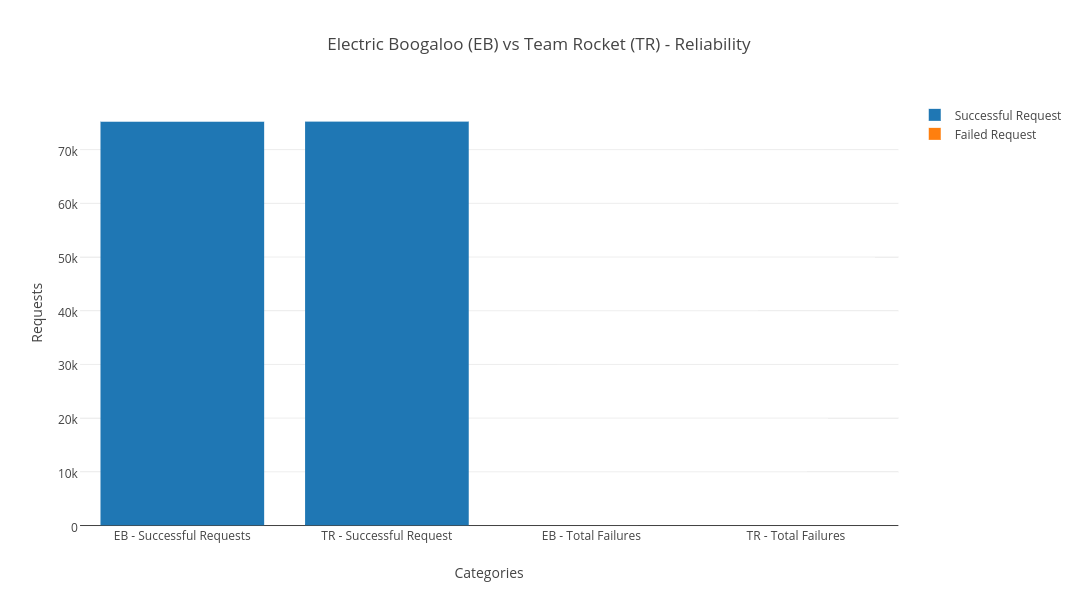 Electric Boogaloo (EB) vs Team Rocket (TR) - Reliability
Successful Request
Failed Request
70k
60k
50k
40k
30k
20k
10k
0
Requests
EB - Successful Requests
TR - Successful Request
EB - Total Failures
TR - Total Failures
Categories